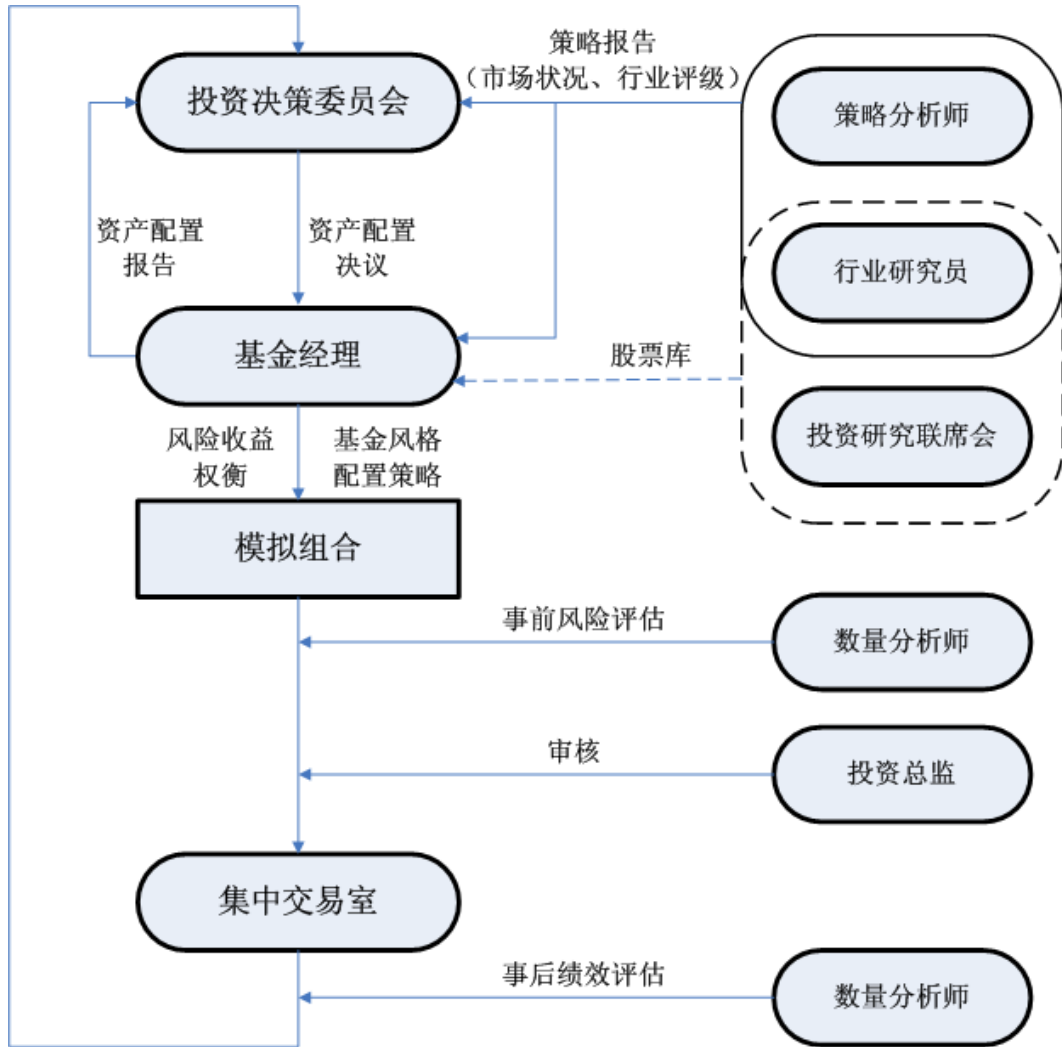 策略报告
（市场状况、行业评级）
投资决策委员会
策略分析师
资产配置
报告
资产配置
决议
行业研究员
基金经理
股票库
投资研究联席会
风险收益
权衡
基金风格
配置策略
模拟组合
事前风险评估
数量分析师
审核
投资总监
集中交易室
事后绩效评估
数量分析师